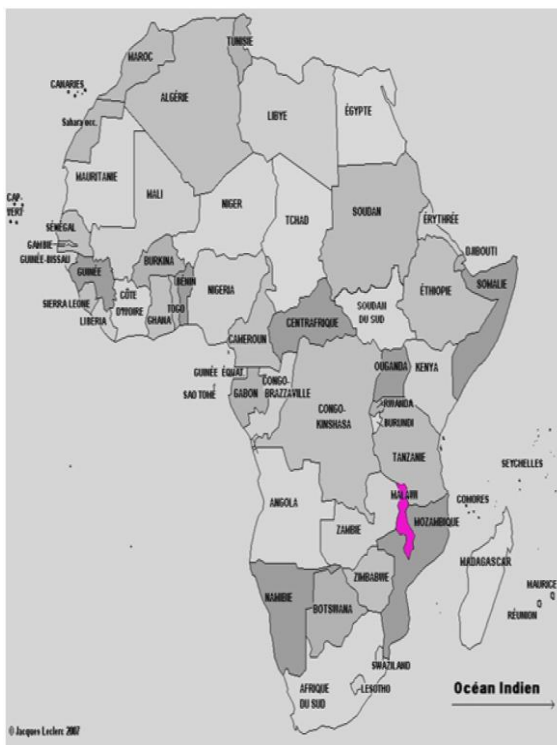 TUNISIE
MAROC
CANARIES
ALGÉRIE
LIBYE
ÉGYPTE
Sahara occ.
MAURITANIE
MALI
NIGER
TCHAD
SOUDAN
CAP-
VERT
ÉRYTHRÉE
SÉNÉGAL
GAMBIE
GUINÉE-BISSAU
DJIBOUTI
BURKINA
GUINÉE
BÉNIN
NIGERIA
SOMALIE
ÉTHIOPIE
SIERRA LEONE
CÔTE
D'IVOIRE
LIBERIA
GHANA
TOGO
CENTRAFRIQUE
SOUDAN
DU SUD
CAMEROUN
GUINÉE ÉQUAT.
SAO TOMÉ
GABON
CONGO-
BRAZZAVILLE
OUGANDA
KENYA
CONGO-
KINSHASA
RWANDA
BURUNDI
TANZANIE
SEYCHELLES
MALAWI
COMORES
ANGOLA
ZAMBIE
MOZAMBIQUE
MADAGASCAR
ZIMBABWE
MAURICE
NAMIBIE
BOTSWANA
RÉUNION
SWAZILAND
AFRIQUE
DU SUD
LESOTHO
Océan Indien
© Jacques Leclerc 2007